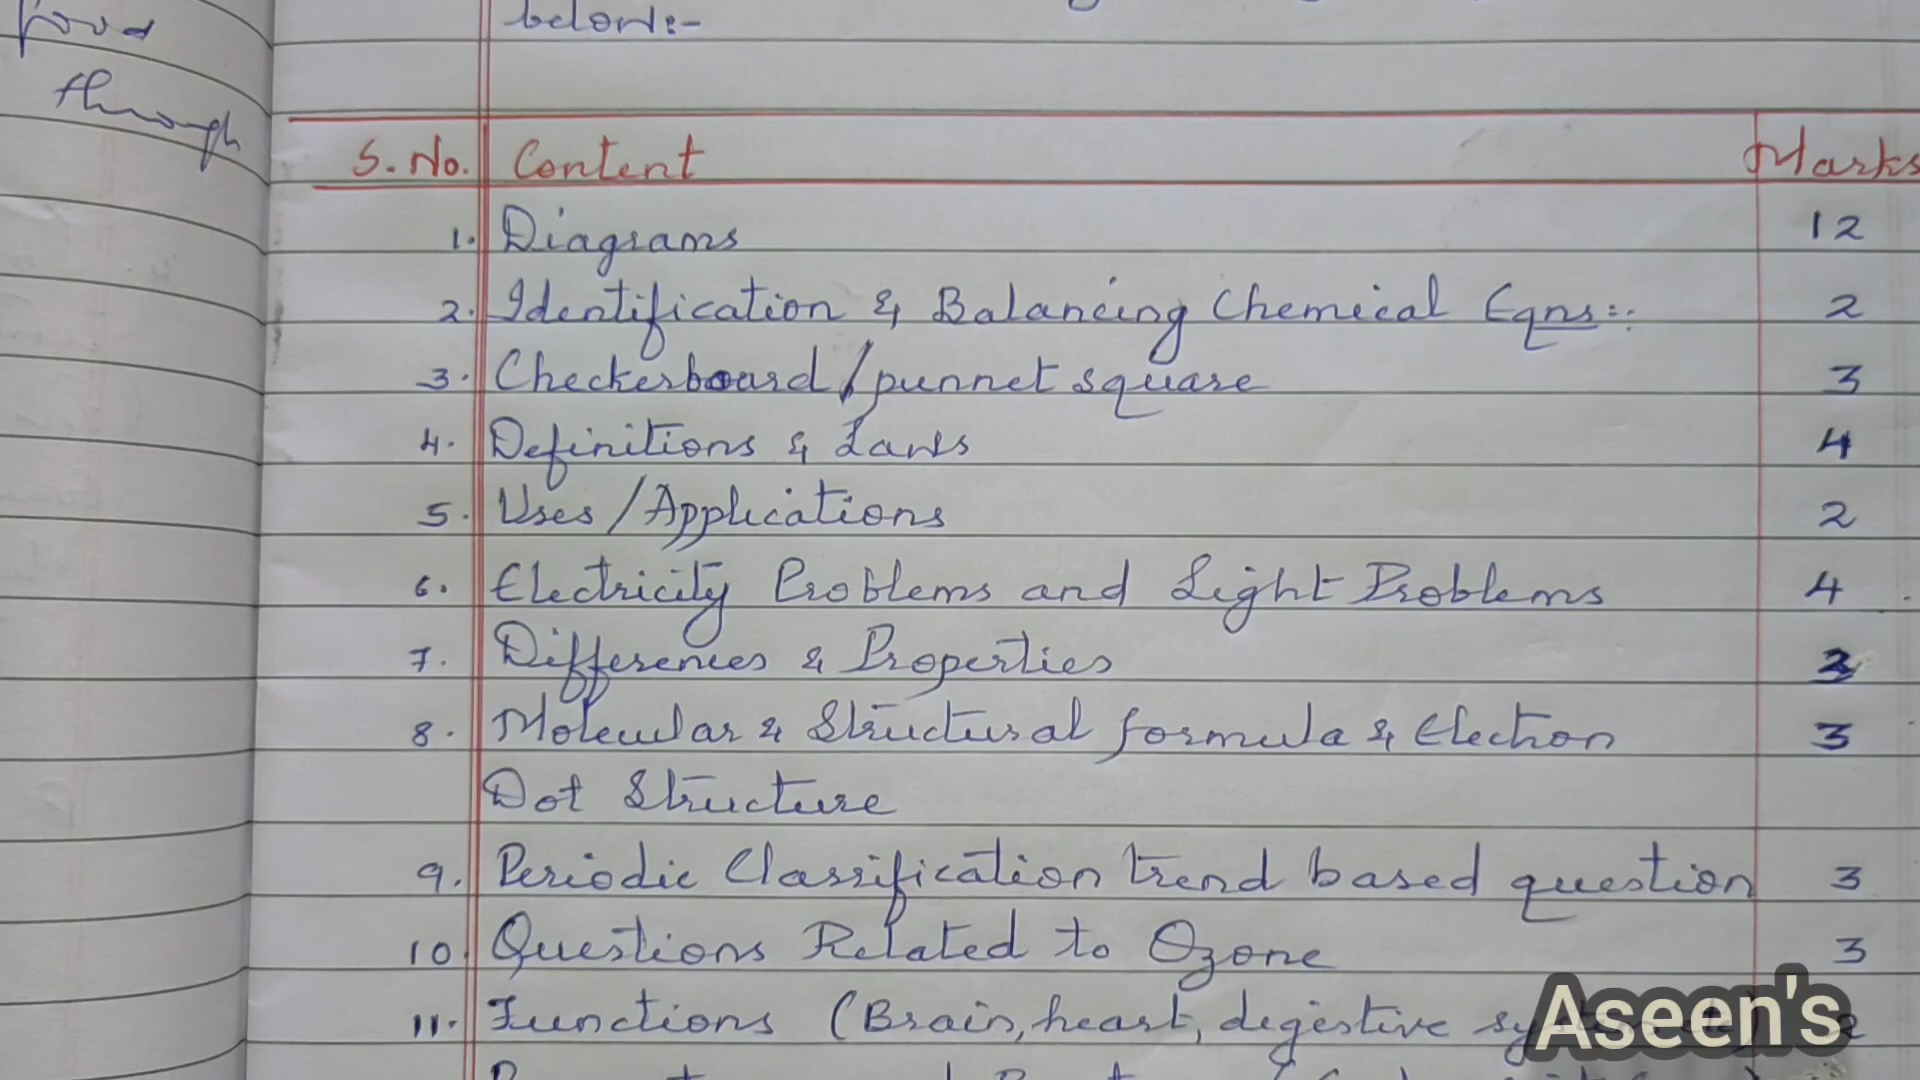 food
through
below:-
S. No. Content Marks
1. Diagrams 12
2. Identification & Balancing Chemical Eqns:. 2
3. Checkerboard/punnet square 3
4. Definitions & Laws 4
5. Uses/Applications 2
6. Electricity Problems and Light Problems 4
7. Differences & Properties
8. Molecular & Structural formula & Electron 3
Dot Structure
9. Periodic Classification trend based question 3
10. Questions Related to Ozone 3
11. Functions (Brain, heart, digestive
Aseen's